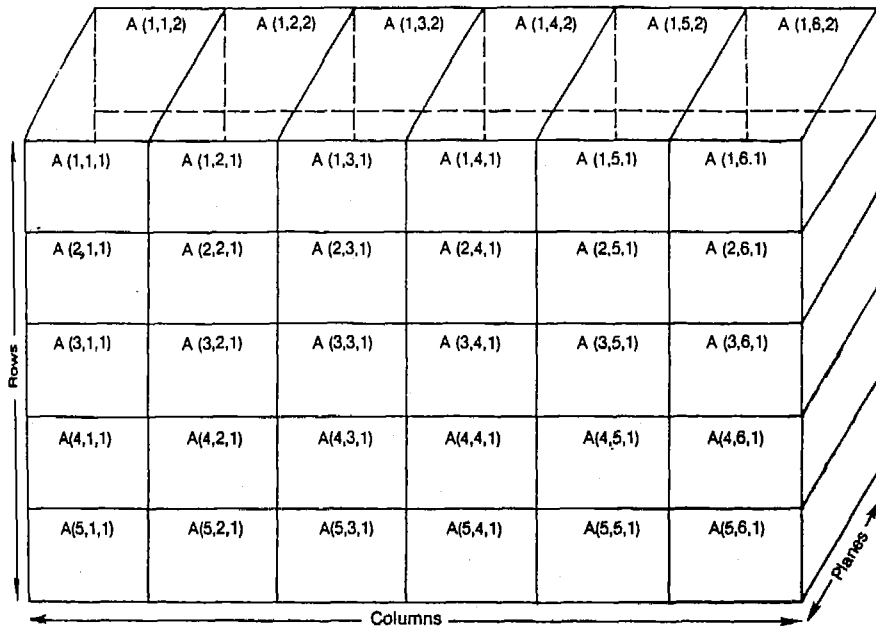 A (1,1,2) A (1,2,2) A (1,3,2) A (1,4,2) A (1,5,2) A (1,6,2)
A (1,1,1) A (1,2,1) A (1,3,1) A (1,4,1) A (1,5,1) A (1,6.1)
A (2,1,1) A (2,2,1) A (2,3,1) A (2,4,1) A (2,5,1) A (2,6,1)
A (3,1,1) A (3,2,1) A (3,3,1) A (3,4,1) A (3,5,1) A (3,6,1)
A(4,1,1) A(4,2,1) A(4,3,1) A(4,4,1) A(4,5,1) A(4,6,1)
A(5,1,1) A(5,2,1) A(5,3,1) A(5,4,1) A(5,5,1) A(5,6,1)
Rows
Columns
Planes